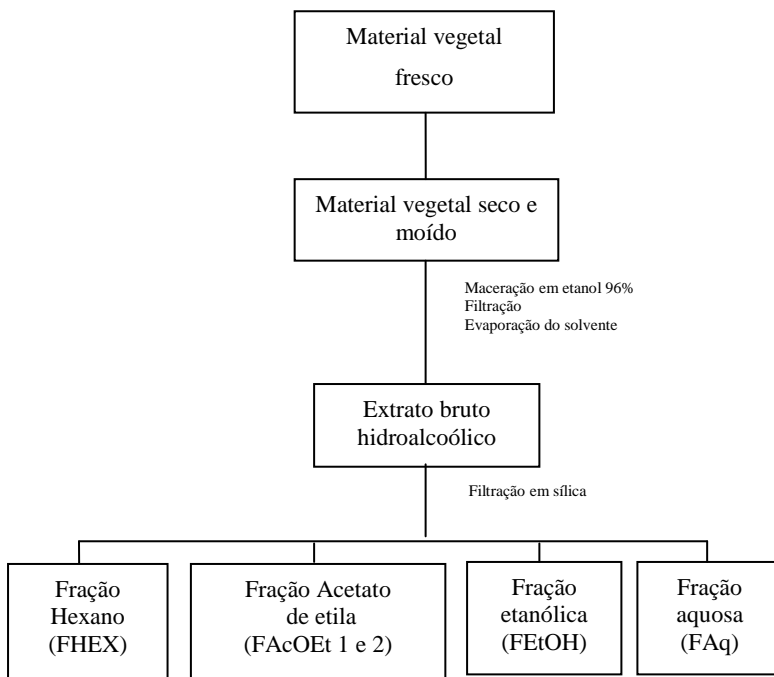 Material vegetal
fresco
Material vegetal seco e
moído
Maceração em etanol 96%
Filtração
Evaporação do solvente
Extrato bruto
hidroalcoólico
Filtração em sílica
Fração
Hexano
(FHEX)
Fração Acetato
de etila
(FAcOEt 1 e 2)
Fração
etanólica
(FEtOH)
Fração
aquosa
(FAq)